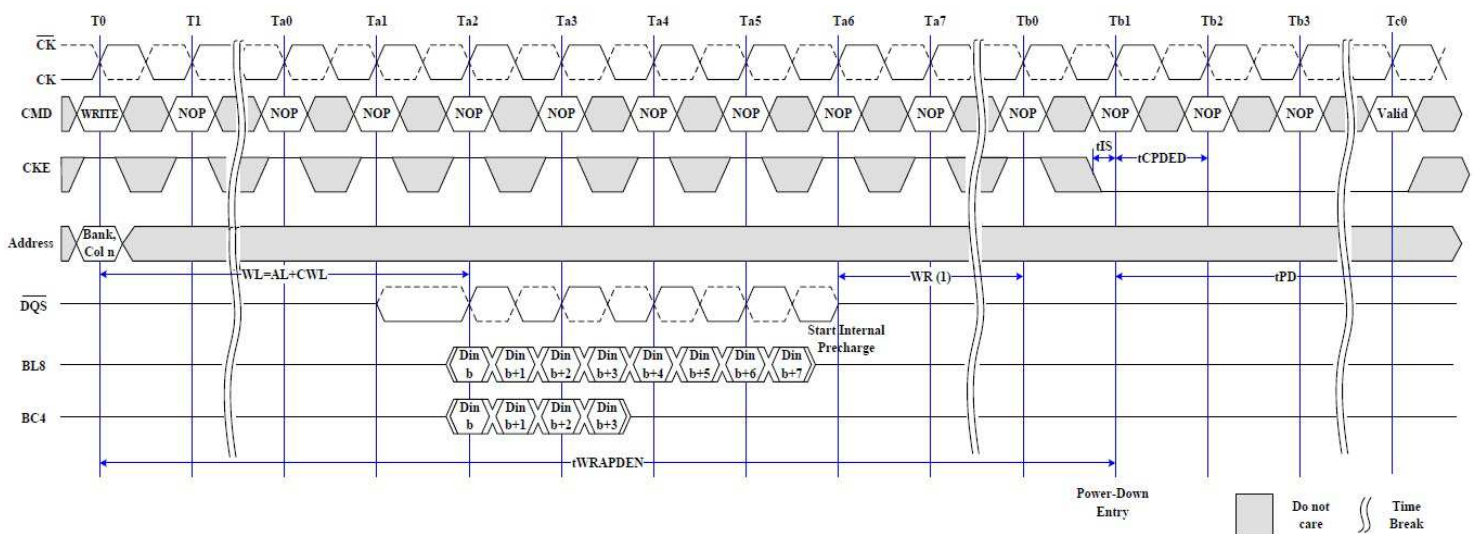 T0 T1 Ta0 Ta1 Ta2 Ta3 Ta4 Ta5 Ta6 Ta7 Tb0 Tb1 Tb2 Tb3 Tc0
CK
CK
CMD WRITE NOP NOP NOP NOP NOP NOP NOP NOP NOP NOP NOP NOP NOP Valid
tIS
tCPDED
CKE
Address
Bank,
Col n
WL=AL+CWL
WR (1)
tPD
DQS
Start Internal
Precharge
BL8
Din Din Din Din Din Din Din Din
b b+1 b+2 b+3 b+4 b+5 b+6 b+7
BC4
Din Din Din Din
b b+1 b+2 b+3
tWRAPDEN
Power-Down
Entry
Do not
care
Time
Break